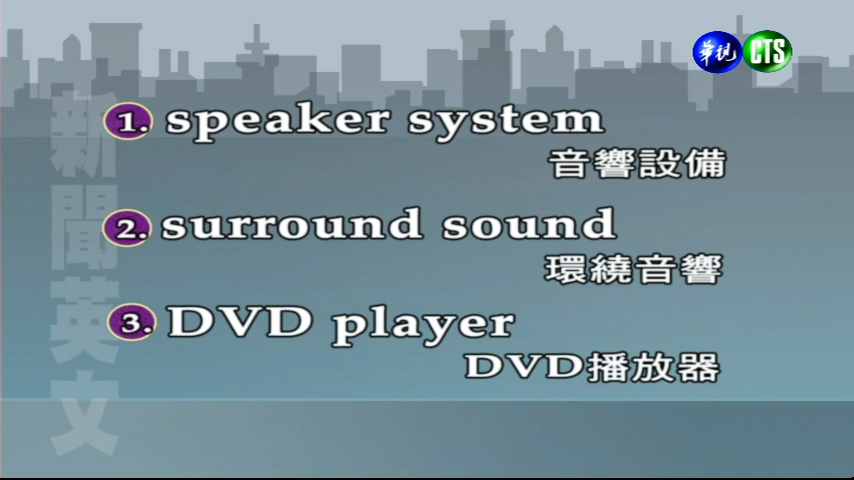 華視 CTS
新聞英文
1. speaker system
音響設備
2. surround sound
環繞音響
3. DVD player
DVD播放器